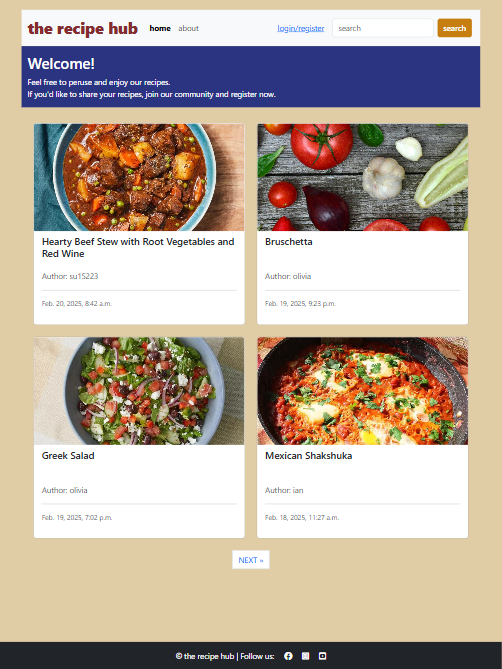 the recipe hub home about login/register search search
Welcome!
Feel free to peruse and enjoy our recipes.
If you'd like to share your recipes, join our community and register now.
Hearty Beef Stew with Root Vegetables and
Red Wine
Author: su15223
Feb. 20, 2025, 8:42 a.m.
Bruschetta
Author: olivia
Feb. 19, 2025, 9:23 p.m.
Greek Salad
Author: olivia
Feb. 19, 2025, 7:02 p.m.
Mexican Shakshuka
Author: ian
Feb. 18, 2025, 11:27 a.m.
NEXT »
© the recipe hub | Follow us: